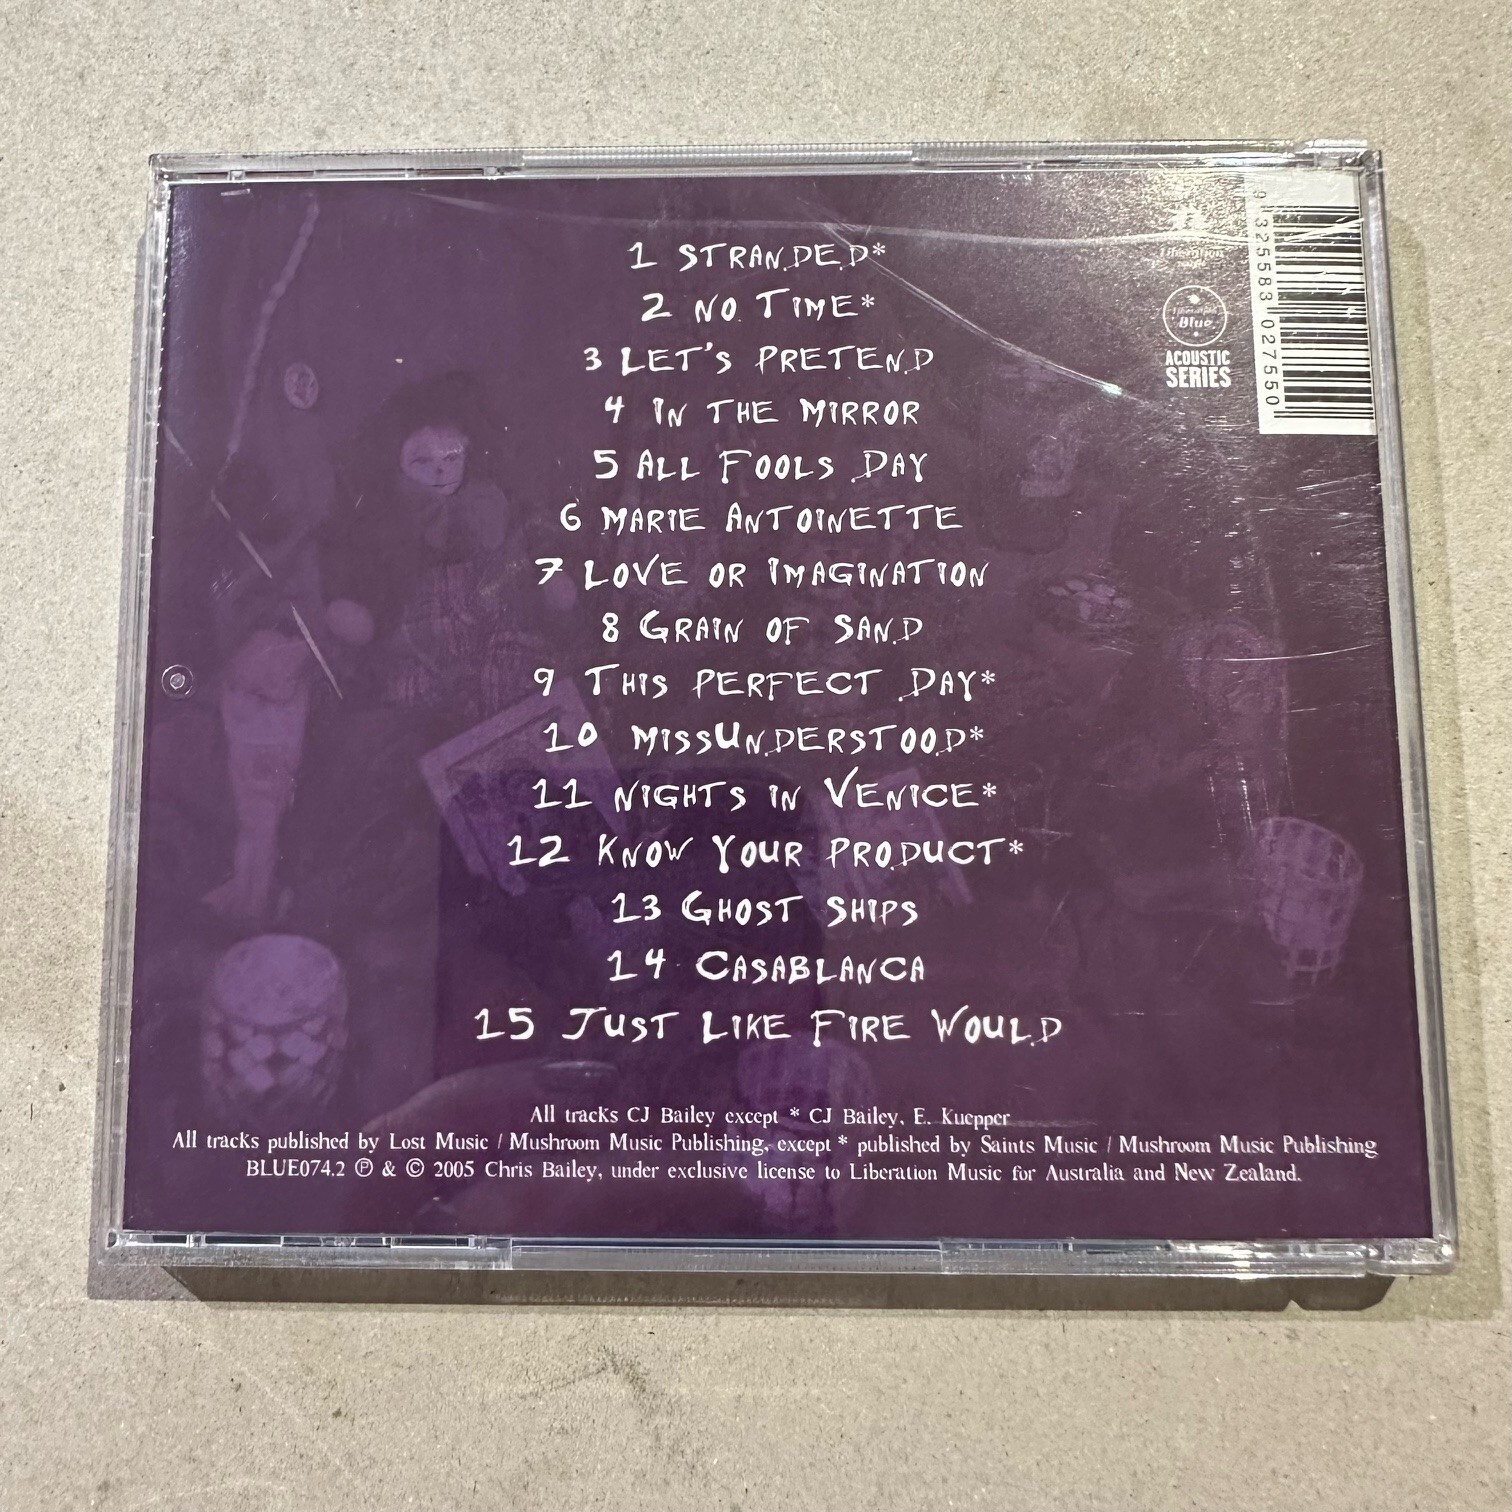 1 STRANDED*
2 NO TIME*
3 LET'S PRETEND
4 IN THE MIRROR
5 ALL FOOLS DAY
6 MARIE ANTOINETTE
7 LOVE OR IMAGINATION
8 GRAIN OF SAND
9 THIS PERFECT DAY*
10 MISSUNDERSTOOD*
11 NIGHTS IN VENICE*
12 KNOW YOUR PRODUCT*
13 GHOST SHIPS
14 CASABLANCA
15 JUST LIKE FIRE WOULD
All tracks CJ Bailey except * CJ Bailey, E. Kuepper
All tracks published by Lost Music / Mushroom Music Publishing, except * published by Saints Music / Mushroom Music Publishing
BLUE074.2 ℗ & © 2005 Chris Bailey, under exclusive license to Liberation Music for Australia and New Zealand.
Liberation
music
Liberation
Blue
ACOUSTIC
SERIES
9 325583 027550